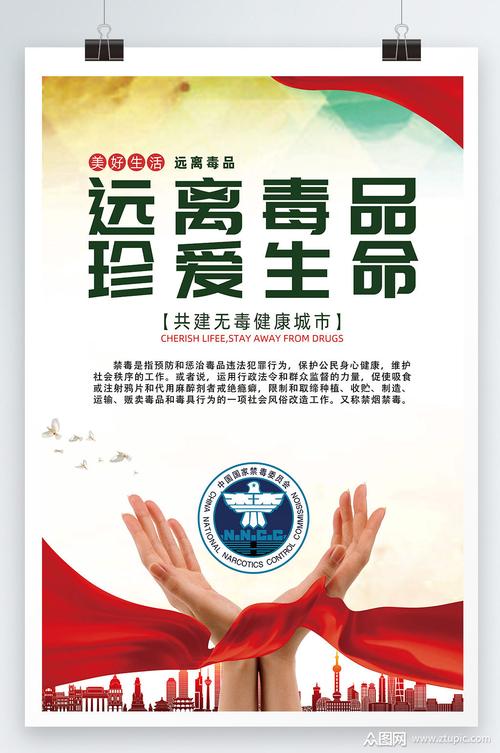 美好生活 远离毒品
远离毒品
珍爱生命
【共建无毒健康城市】
CHERISH LIFEE,STAY AWAY FROM DRUGS
禁毒是指预防和惩治毒品违法犯罪行为，保护公民身心健康，维护
社会秩序的工作。或者说，运用行政法令和群众监督的力量，促使吸食
或注射鸦片和代用麻醉剂者戒绝瘾癖，限制和取缔种植、收贮、制造、
运输、贩卖毒品和毒具行为的一项社会风俗改造工作。又称禁烟禁毒。
中国国家禁毒委员会
N.N.C.C
CHINA NATIONAL NARCOTICS CONTROL COMMISSION
众图网
www.ztupic.com